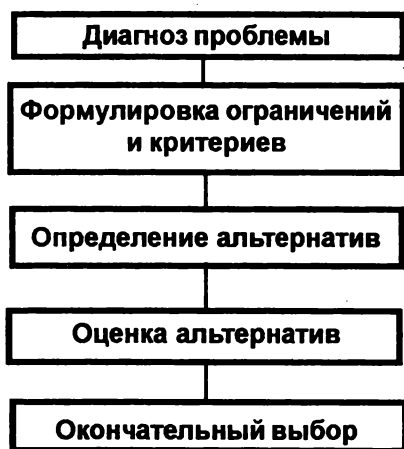 Диагноз проблемы
Формулировка ограничений
и критериев
Определение альтернатив
Оценка альтернатив
Окончательный выбор